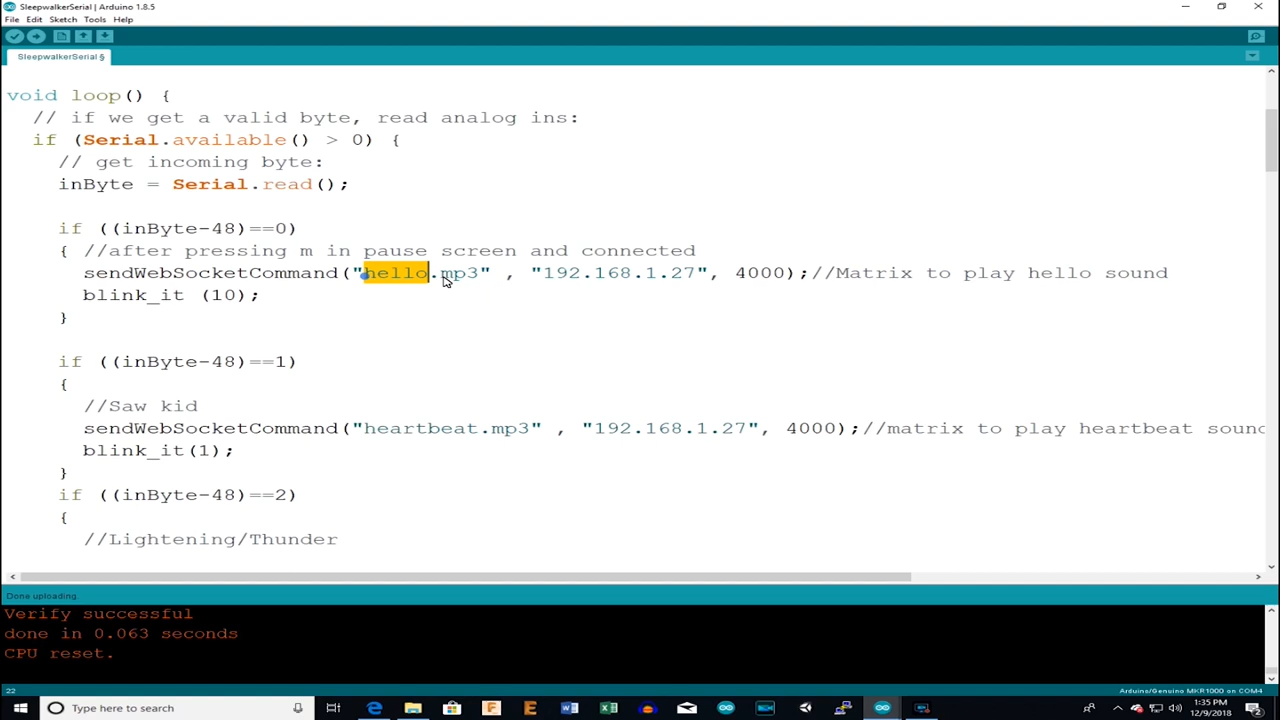 SleepwalkerSerial | Arduino 1.8.5
File Edit Sketch Tools Help
SleepwalkerSerial §
void loop() {
// if we get a valid byte, read analog ins:
if (Serial.available() > 0) {
// get incoming byte:
inByte = Serial.read();
if ((inByte-48)==0)
{ //after pressing m in pause screen and connected
sendWebSocketCommand("hello.mp3" , "192.168.1.27", 4000);//Matrix to play hello sound
blink_it (10);
}
if ((inByte-48)==1)
{
//Saw kid
sendWebSocketCommand("heartbeat.mp3" , "192.168.1.27", 4000);//matrix to play heartbeat sound
blink_it(1);
}
if ((inByte-48)==2)
{
//Lightening/Thunder
Done uploading.
Verify successful
done in 0.063 seconds
CPU reset.
22
Arduino/Genuino MKR1000 on COM4
Type here to search
1:35 PM
12/9/2018
2